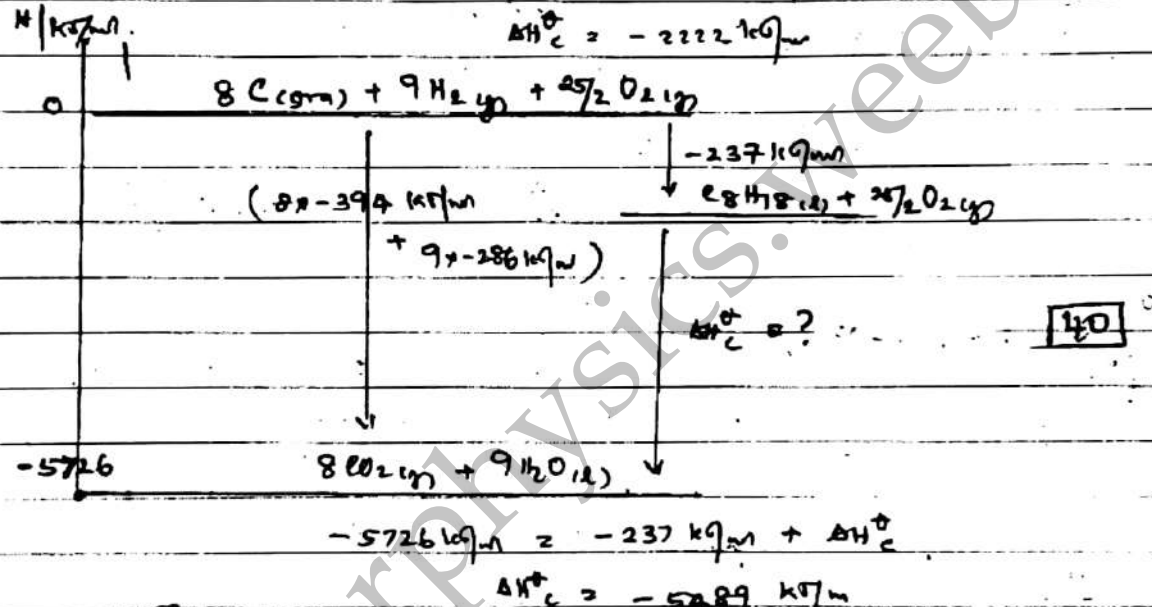 H/kJ/mol.
ΔH°c = -2222 kJ/mol
0 8 C(gra) + 9 H2(g) + 25/2 O2(g)
-237 kJ/mol
(8x-394 kJ/mol C8H18(l) + 25/2 O2(g)
+ 9x-286 kJ/mol)
ΔH°c = ?
40
-5726 8 CO2(g) + 9 H2O(l)
-5726 kJ/mol = -237 kJ/mol + ΔH°c
ΔH°c = -5489 kJ/m
rphysics.weeb